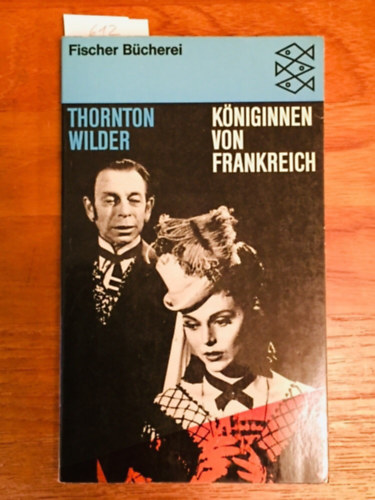 Fischer Bücherei
THORNTON
WILDER
KÖNIGINNEN
VON
FRANKREICH